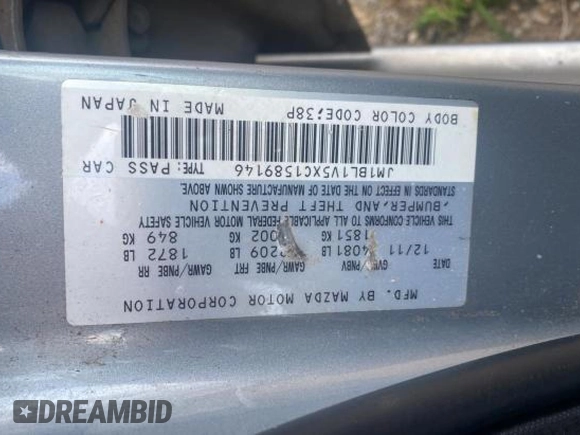 MFD. BY MAZDA MOTOR CORPORATION
DATE GVWR/PNBV GAWR/PNBE FRT GAWR/PNBE RR
12/11 4081 LB 2209 LB 1872 LB
1851 KG 1002 KG 849 KG
THIS VEHICLE CONFORMS TO ALL APPLICABLE FEDERAL MOTOR VEHICLE SAFETY
,BUMPER,AND THEFT PREVENTION
STANDARDS IN EFFECT ON THE DATE OF MANUFACTURE SHOWN ABOVE.
JM1BL1V5XC1589146 TYPE: PASS CAR
BODY COLOR CODE;38P MADE IN JAPAN
DREAMBID